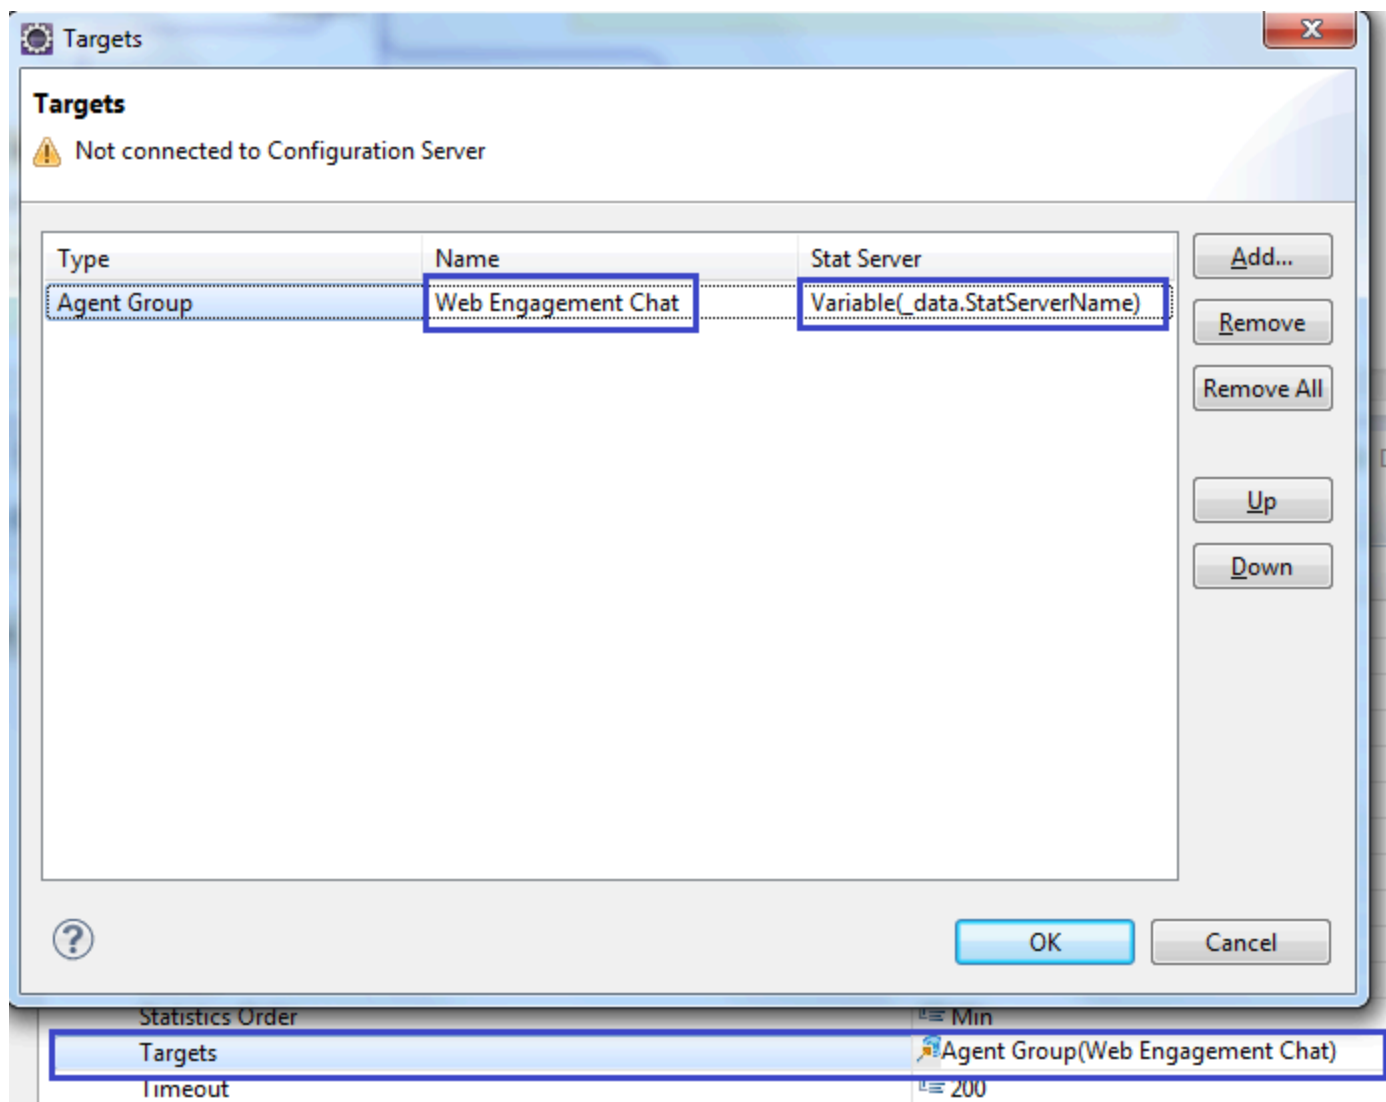 Targets
Targets
Not connected to Configuration Server
Type Name Stat Server
Agent Group Web Engagement Chat Variable(_data.StatServerName)
Add...
Remove
Remove All
Up
Down
OK Cancel
Statistics Order Min
Targets Agent Group(Web Engagement Chat)
Timeout 200